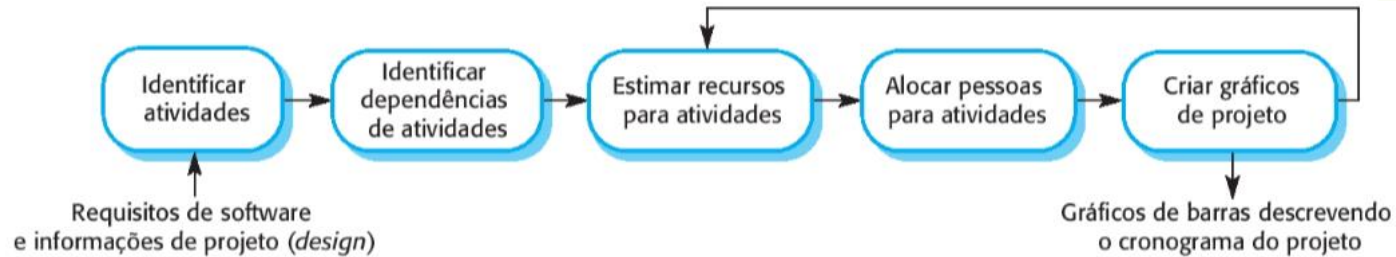 Identificar
atividades
Identificar
dependências
de atividades
Estimar recursos
para atividades
Alocar pessoas
para atividades
Criar gráficos
de projeto
Requisitos de software
e informações de projeto (design)
Gráficos de barras descrevendo
o cronograma do projeto